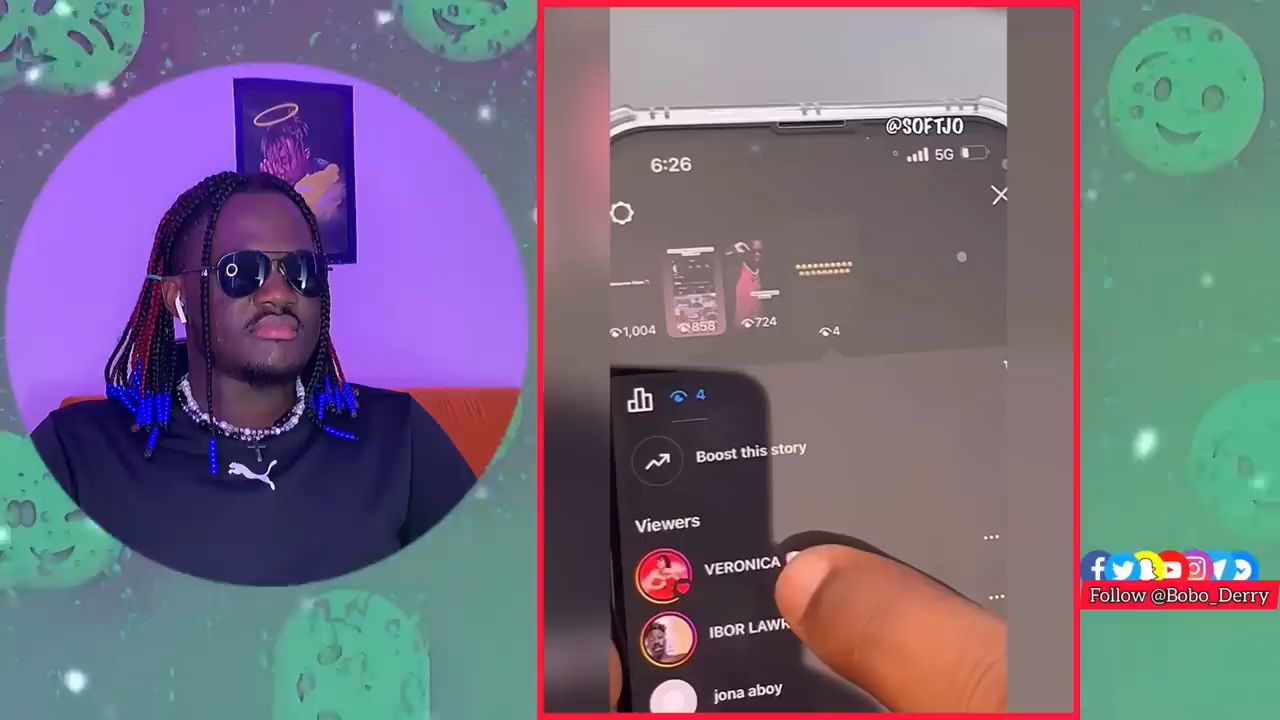 @SOFTJO
6:26
5G
1,004
858
724
4
4
Boost this story
Viewers
VERONICA
IBOR LAWR
jona aboy
Follow @Bobo_Derry